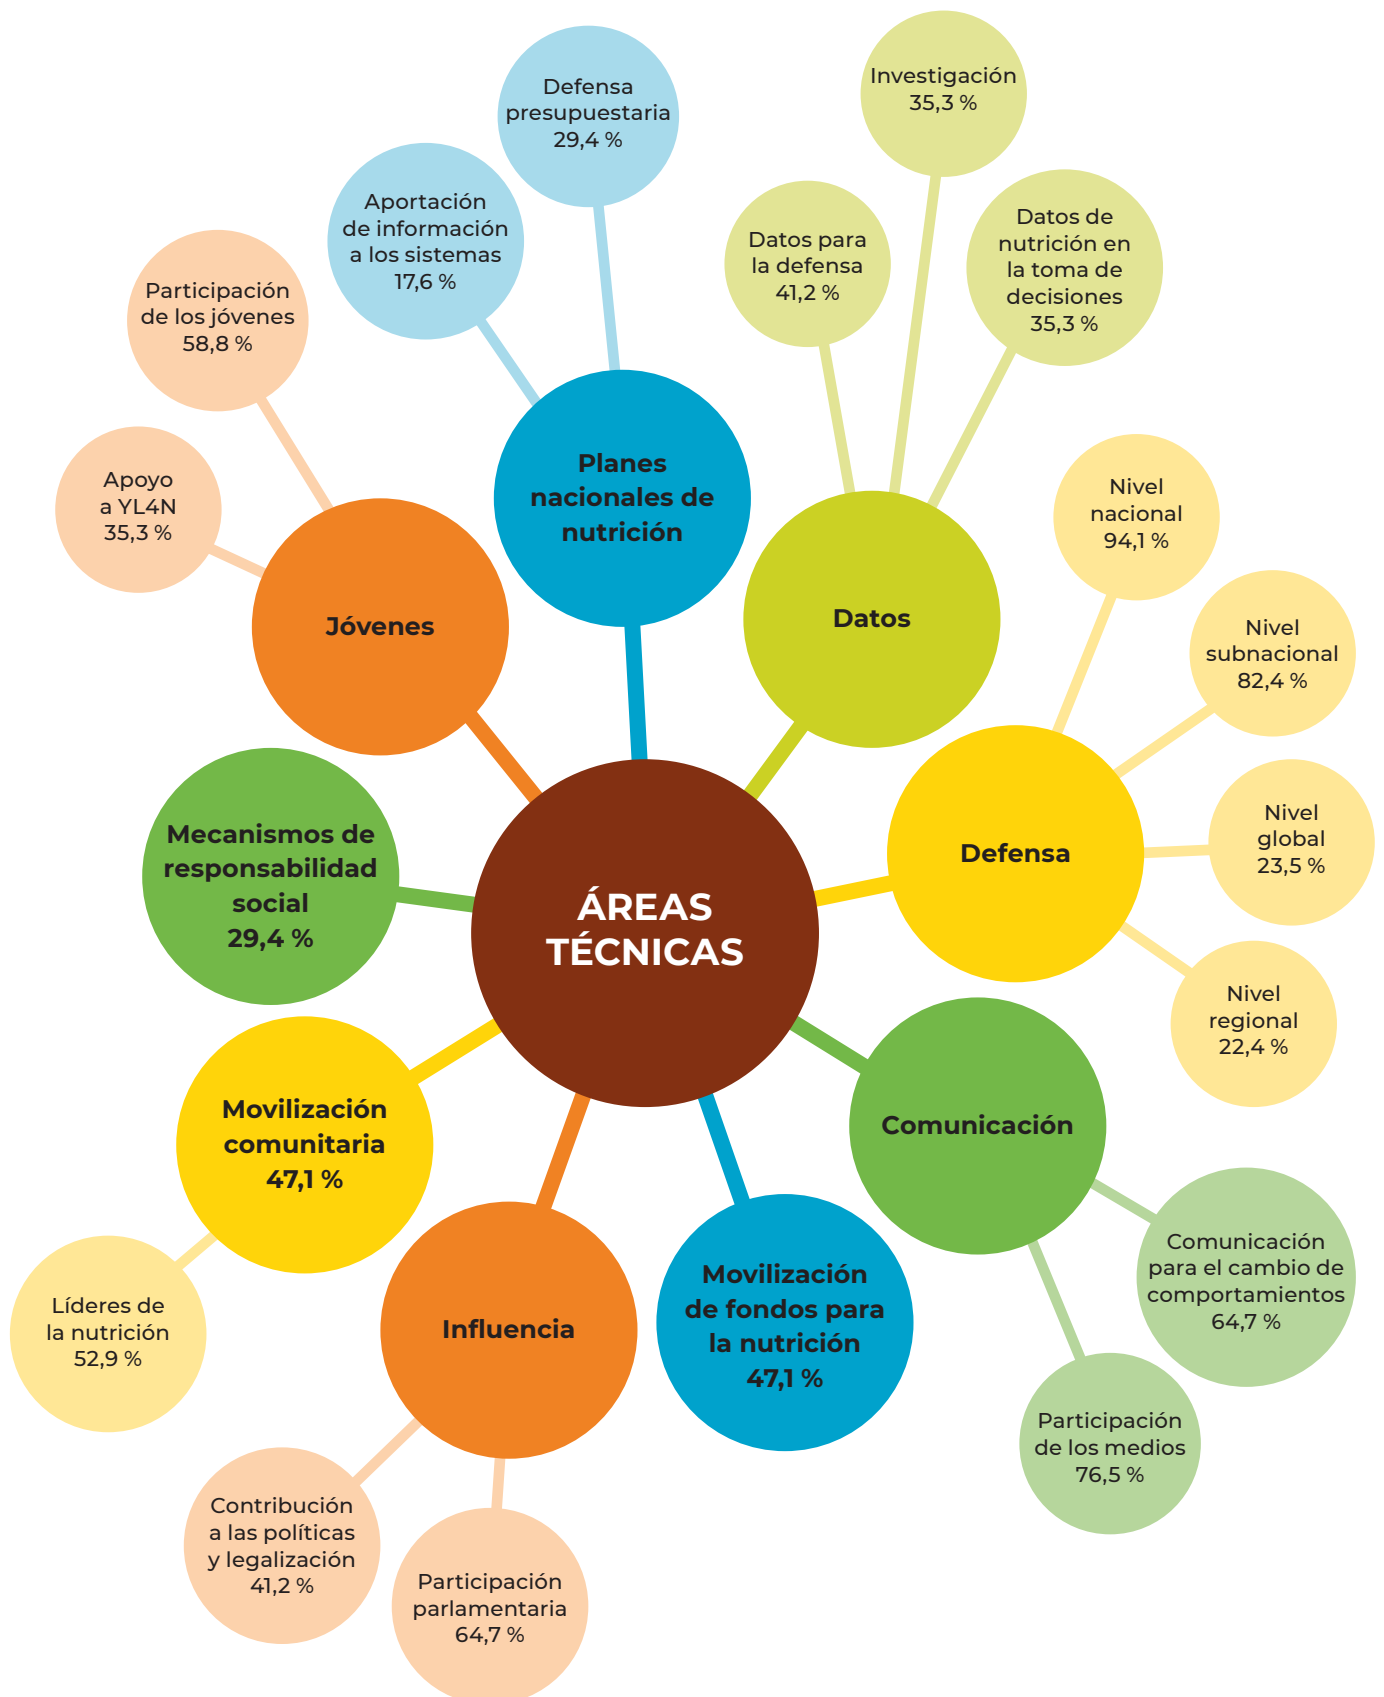 Defensa
presupuestaria
29,4 %
Investigación
35,3 %
Aportación
de información
a los sistemas
17,6 %
Datos para
la defensa
41,2 %
Datos de
nutrición en
la toma de
decisiones
35,3 %
Participación
de los jóvenes
58,8 %
Apoyo
a YL4N
35,3 %
Planes
nacionales de
nutrición
Nivel
nacional
94,1 %
Jóvenes
Datos
Nivel
subnacional
82,4 %
Mecanismos de
responsabilidad
social
29,4 %
ÁREAS
TÉCNICAS
Defensa
Nivel
global
23,5 %
Nivel
regional
22,4 %
Movilización
comunitaria
47,1 %
Comunicación
Líderes de
la nutrición
52,9 %
Influencia
Movilización
de fondos para
la nutrición
47,1 %
Comunicación
para el cambio de
comportamientos
64,7 %
Participación
de los medios
76,5 %
Contribución
a las políticas
y legalización
41,2 %
Participación
parlamentaria
64,7 %